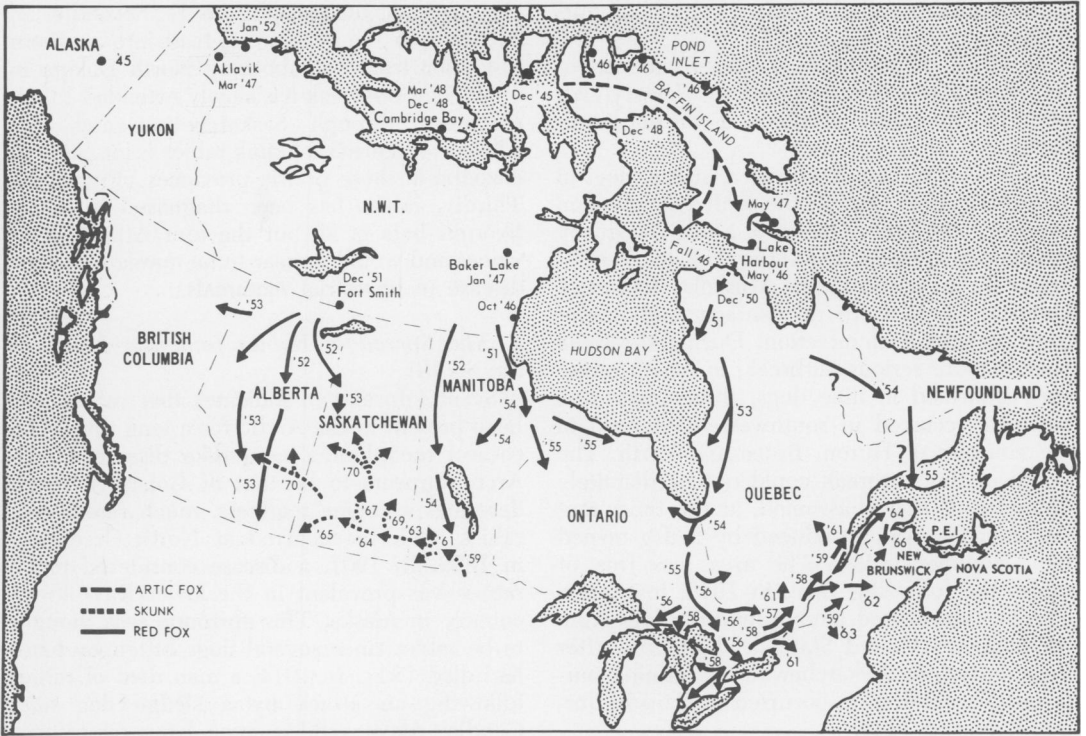 ALASKA
45
Jan '52
Aklavik
Mar '47
YUKON
Mar '48
Dec '48
Cambridge Bay
Dec '45
'46
'46
'46
POND
INLET
BAFFIN ISLAND
Dec '48
May '47
Lake
Harbour
May '46
Fall '46
Dec '50
N.W.T.
Baker Lake
Jan '47
Oct '46
Dec '51
Fort Smith
'53
BRITISH
COLUMBIA
'52
'52
ALBERTA
'53
'53
SASKATCHEWAN
'53
'52
'51
MANITOBA
'54
'54
'55
'55
HUDSON BAY
51
'53
?
'54
NEWFOUNDLAND
'55
'70
'70
'67
'69
'65
'64
'63
'54
'61
'59
ONTARIO
QUEBEC
'54
'55
'56
'56
'58
'56
'56
'58
'57
'61
'58
'58
'61
'59
'61
'64
'66
P.E.I.
NEW
BRUNSWICK
NOVA SCOTIA
'62
'59
'63
ARTIC FOX
SKUNK
RED FOX